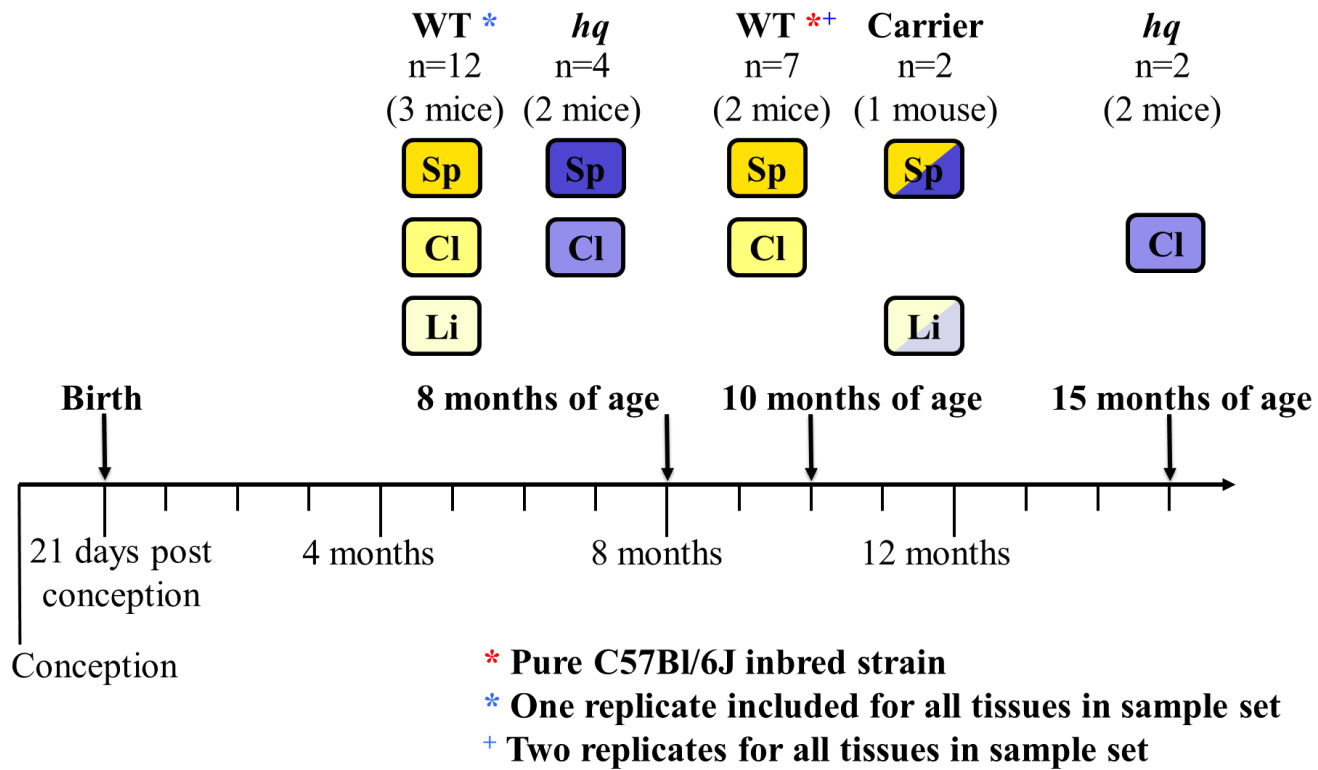 WT * hq WT *+ Carrier hq
n=12 n=4 n=7 n=2 n=2
(3 mice) (2 mice) (2 mice) (1 mouse) (2 mice)
Sp Sp Sp Sp
Cl Cl Cl Cl
Li Li
Birth 8 months of age 10 months of age 15 months of age
21 days post 4 months 8 months 12 months
conception
Conception
* Pure C57Bl/6J inbred strain
* One replicate included for all tissues in sample set
+ Two replicates for all tissues in sample set